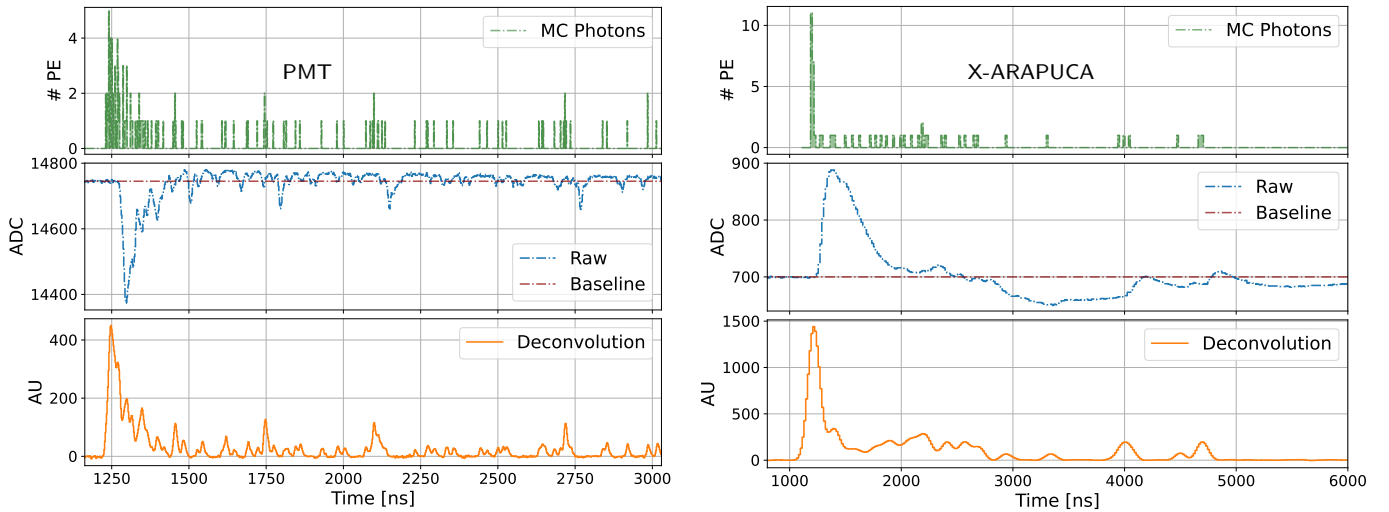 MC Photons
PMT
# PE
4
2
0
14800
14600
14400
ADC
Raw
Baseline
400
200
0
AU
Deconvolution
1250 1500 1750 2000 2250 2500 2750 3000
Time [ns]
MC Photons
X-ARAPUCA
# PE
10
5
0
900
800
700
ADC
Raw
Baseline
1500
1000
500
0
AU
Deconvolution
1000 2000 3000 4000 5000 6000
Time [ns]